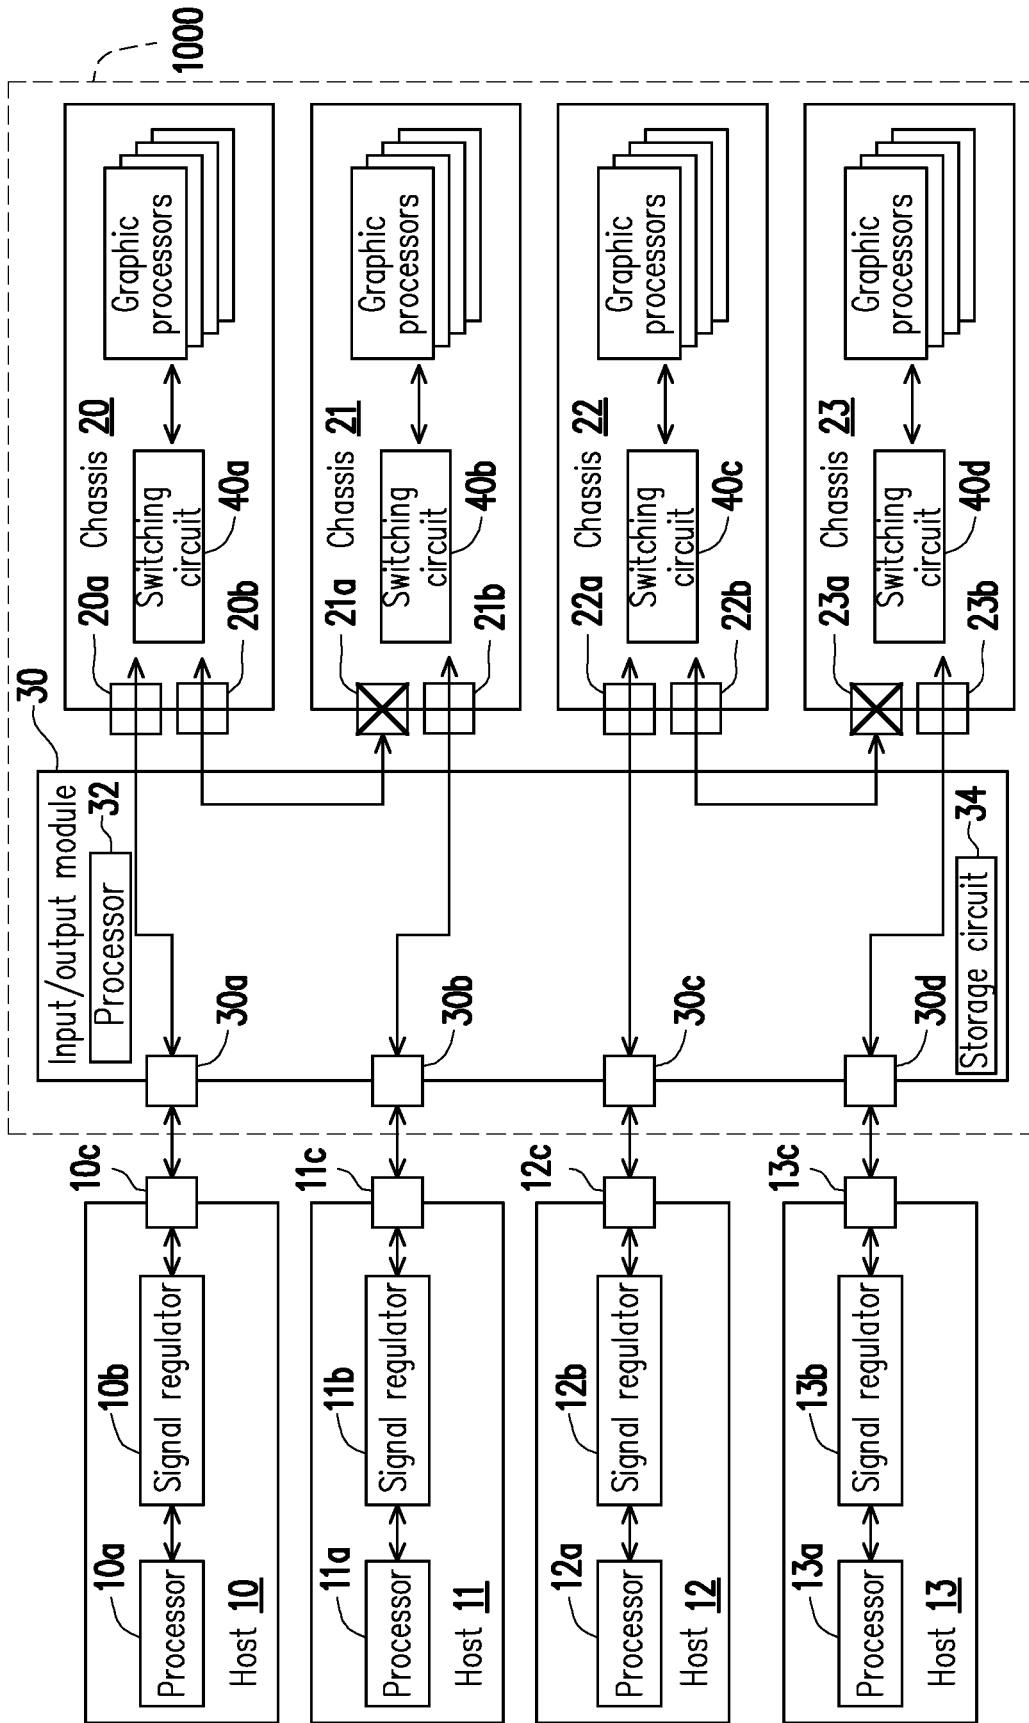 1000
Host 10
Processor
10a
Signal regulator
10b
10c
Host 11
Processor
11a
Signal regulator
11b
11c
Host 12
Processor
12a
Signal regulator
12b
12c
Host 13
Processor
13a
Signal regulator
13b
13c
30
Input/output module
Processor
32
30a
30b
30c
30d
Storage circuit
34
20a
Chassis 20
20b
Switching
circuit
40a
Graphic
processors
21a
Chassis 21
21b
Switching
circuit
40b
Graphic
processors
22a
Chassis 22
22b
Switching
circuit
40c
Graphic
processors
23a
Chassis 23
23b
Switching
circuit
40d
Graphic
processors